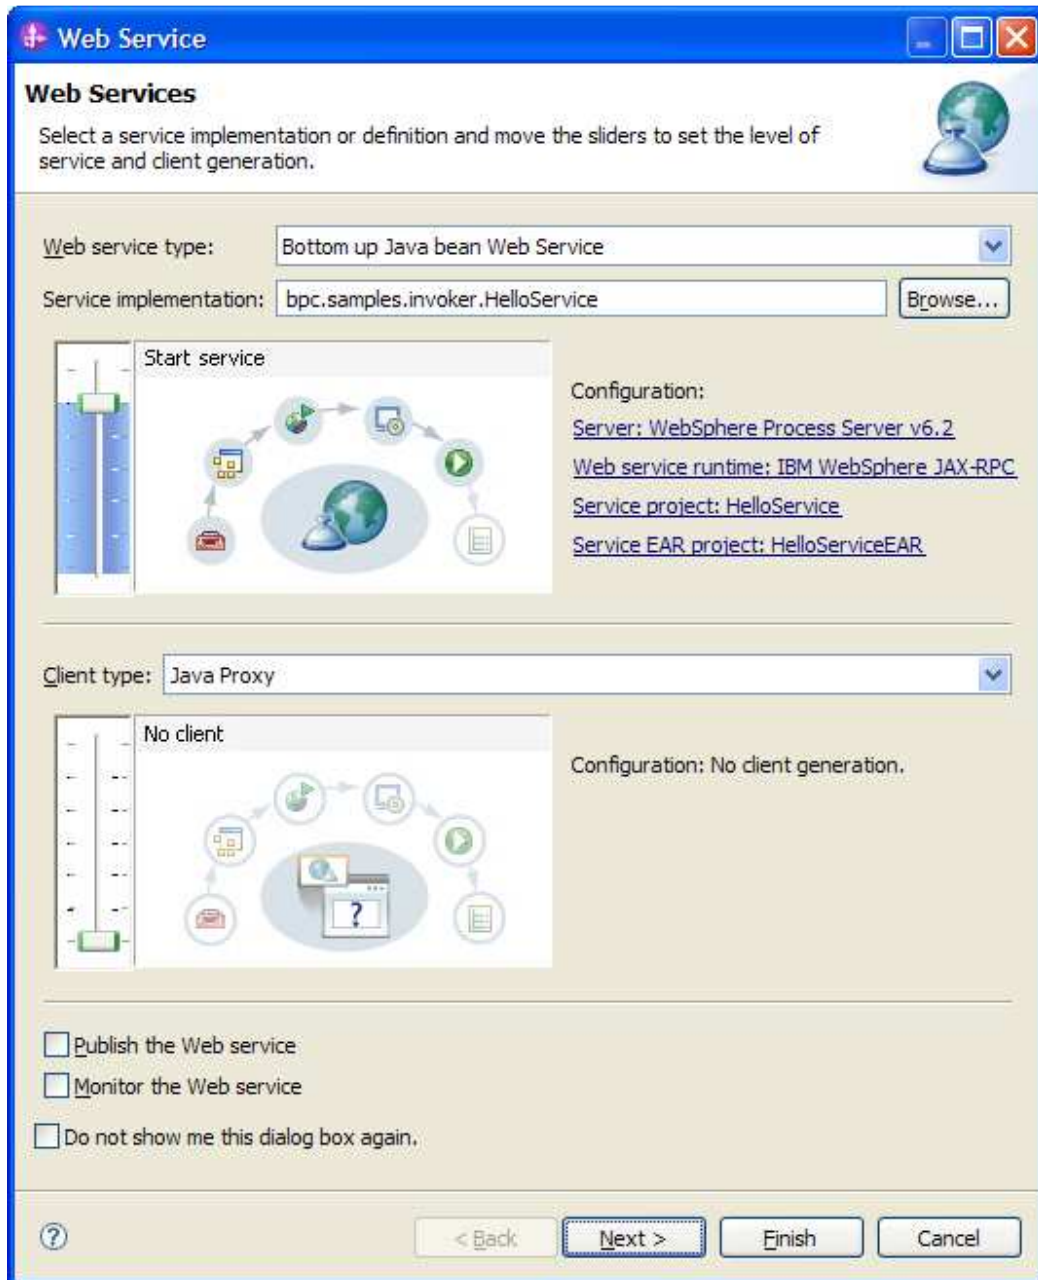 Web Service
Web Services
Select a service implementation or definition and move the sliders to set the level of
service and client generation.
Web service type: Bottom up Java bean Web Service
Service implementation: bpc.samples.invoker.HelloService Browse...
Start service
Configuration:
Server: WebSphere Process Server v6.2
Web service runtime: IBM WebSphere JAX-RPC
Service project: HelloService
Service EAR project: HelloServiceEAR
Client type: Java Proxy
No client
Configuration: No client generation.
?
Publish the Web service
Monitor the Web service
Do not show me this dialog box again.
? < Back Next > Finish Cancel